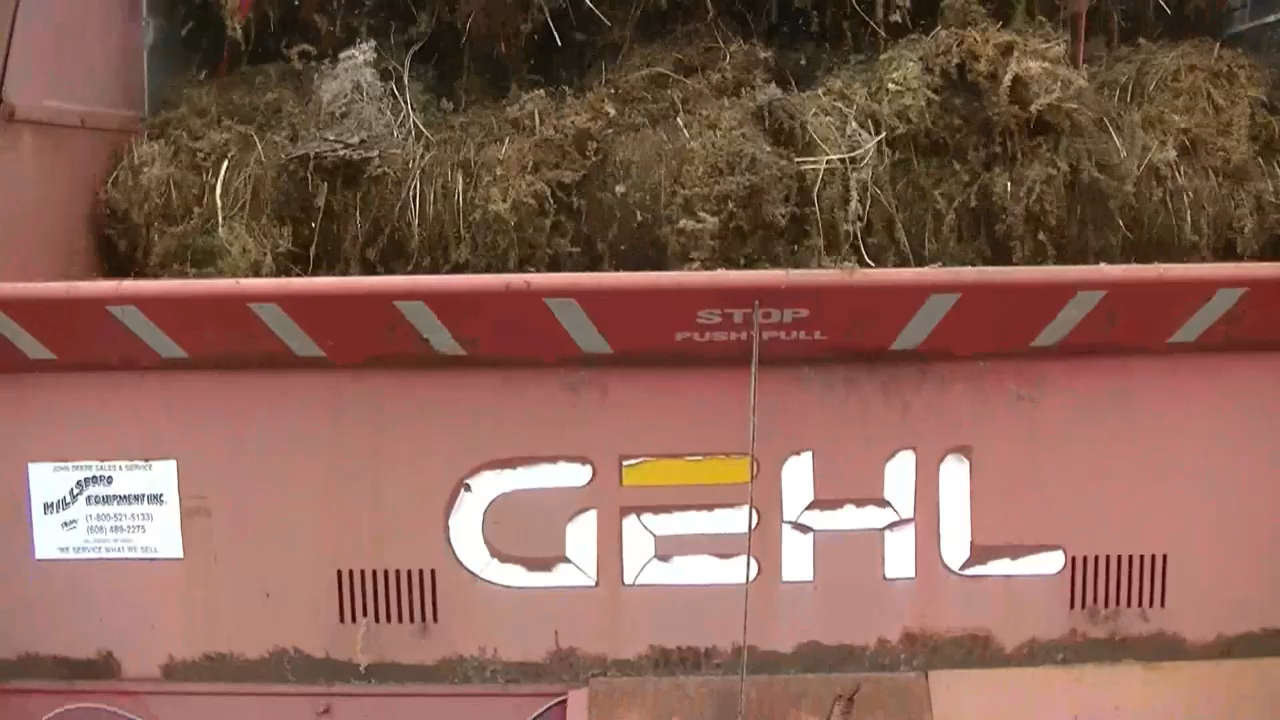 STOP
PUSH PULL
GEHL
JOHN DEERE SALES & SERVICE
HILLSBORO
EQUIPMENT INC.
(1-800-521-5133)
(608) 489-2275
"WE SERVICE WHAT WE SELL